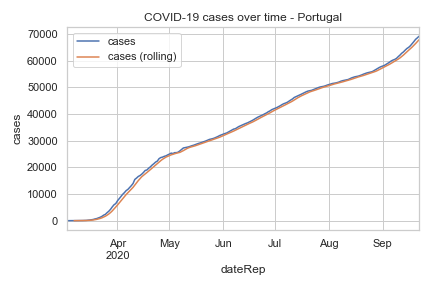 COVID-19 cases over time - Portugal
cases
cases (rolling)
70000
60000
50000
40000
30000
20000
10000
0
cases
Apr May Jun Jul Aug Sep
2020
dateRep